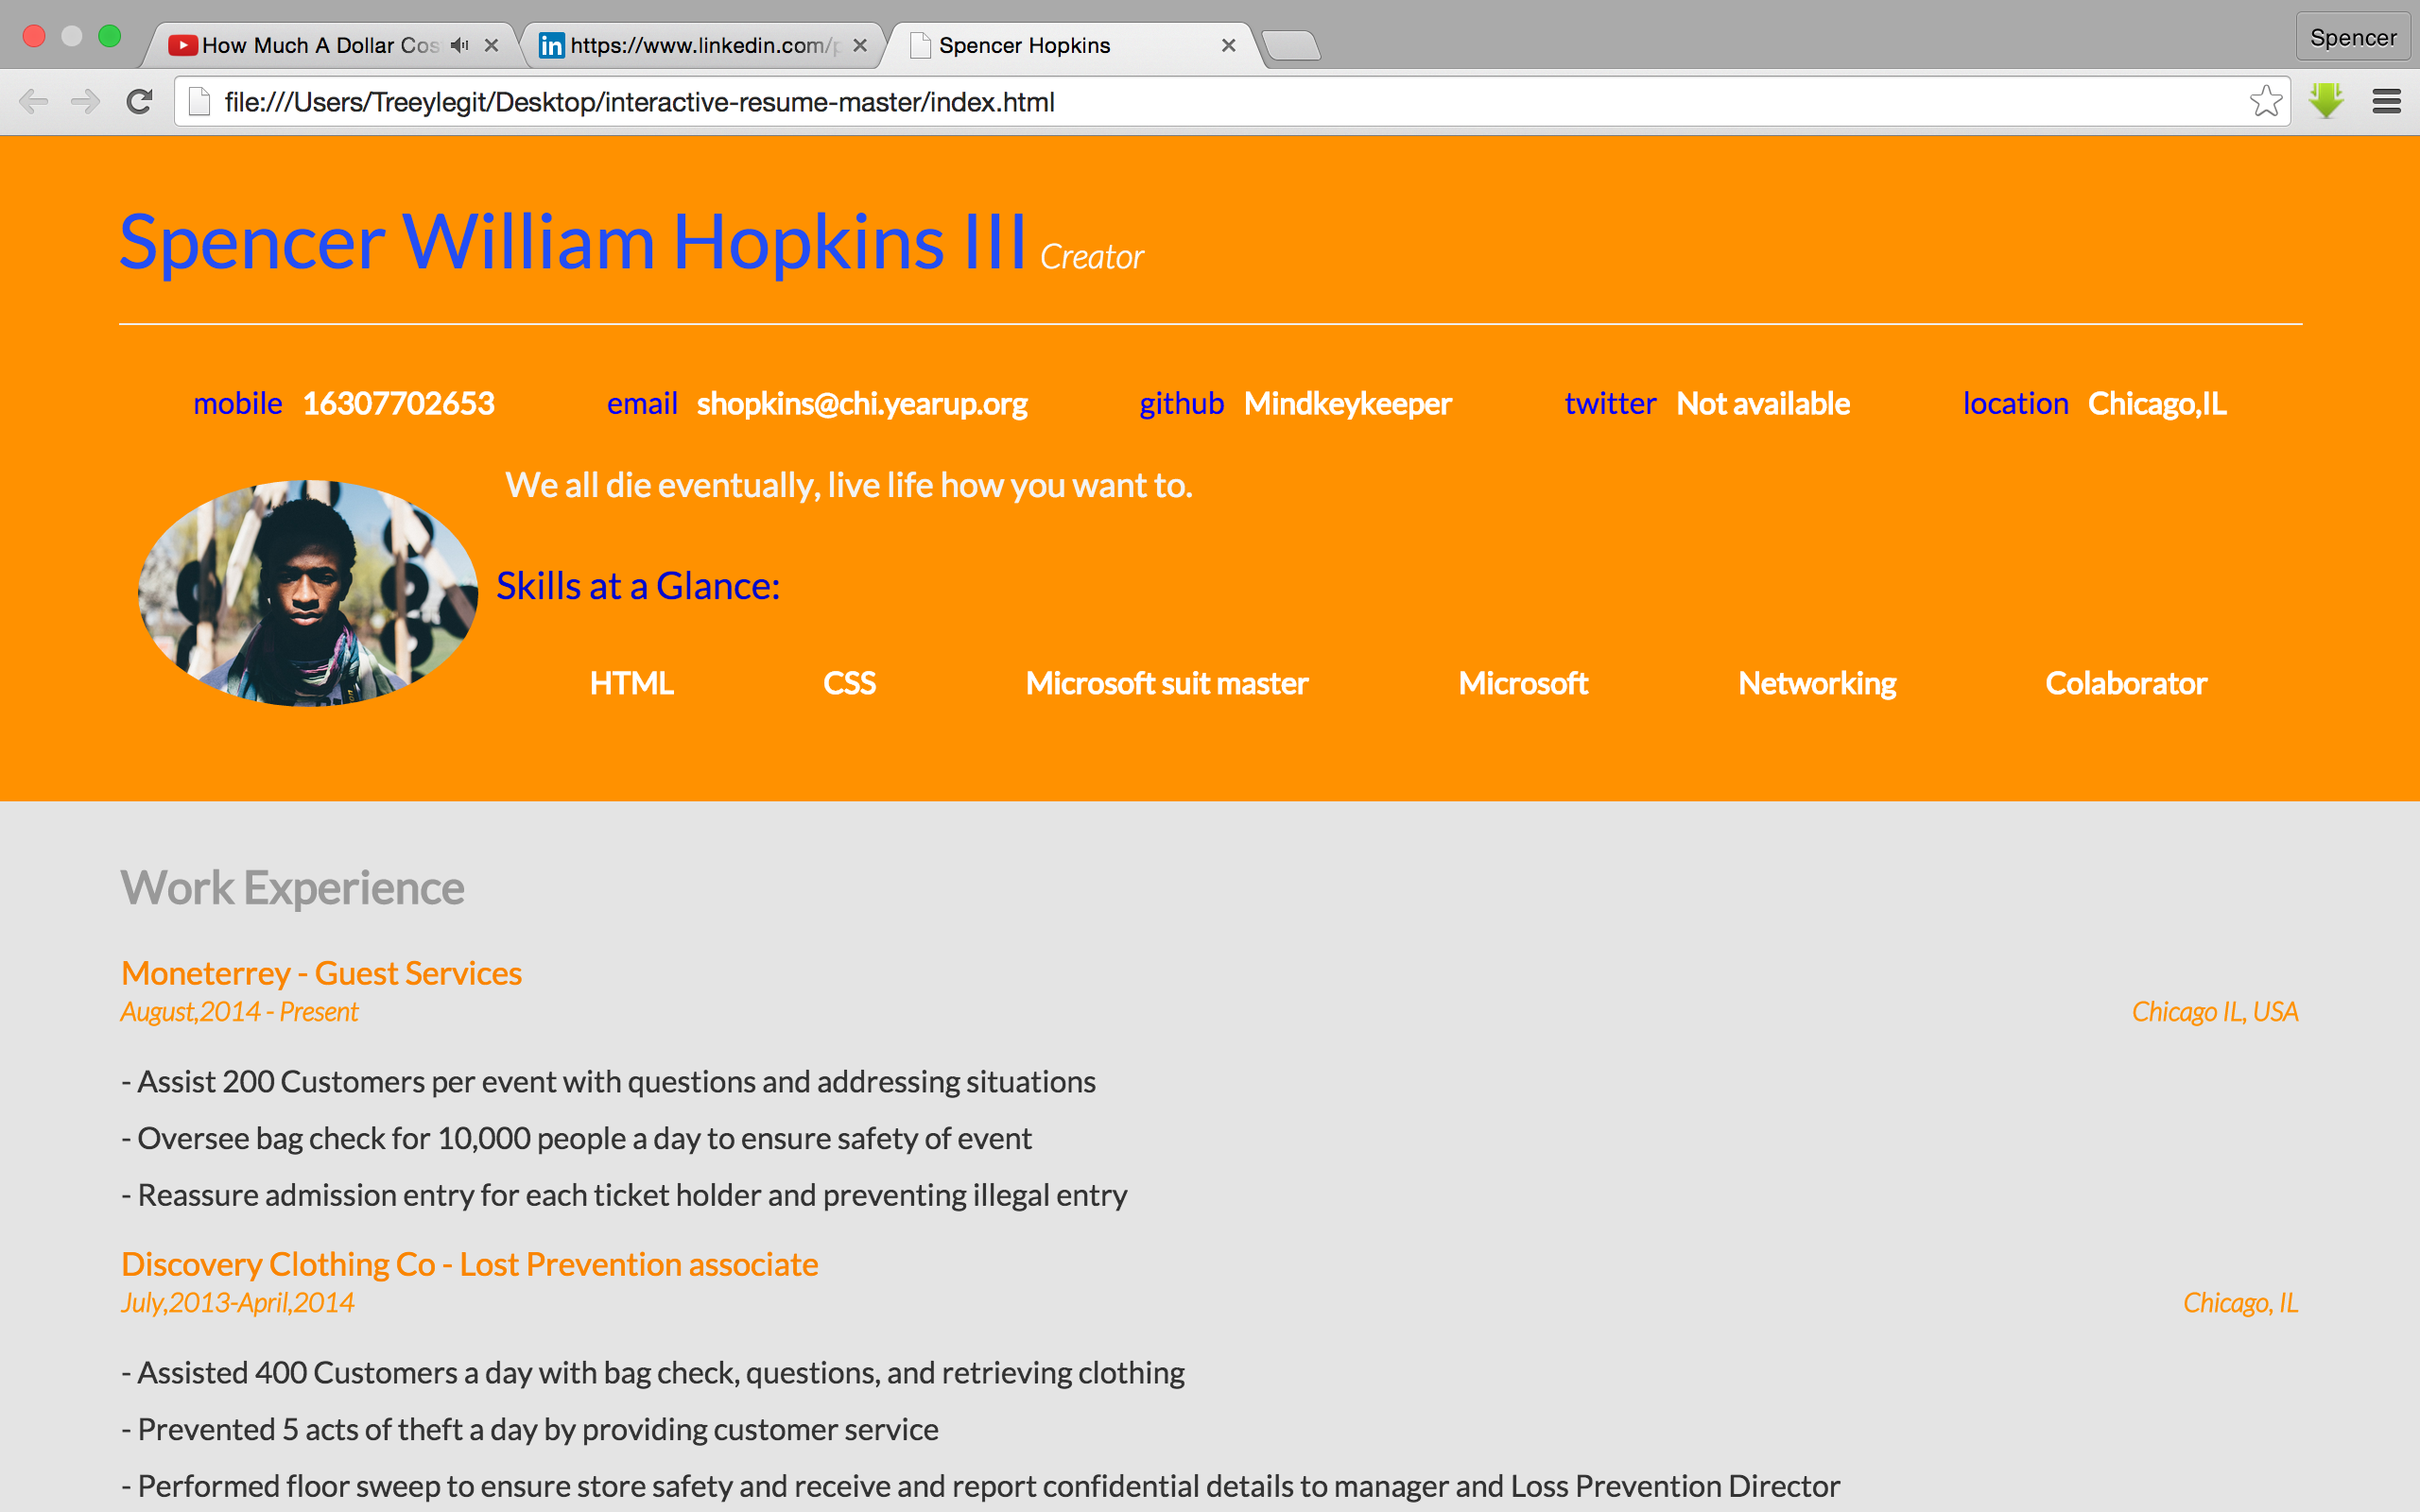 How Much A Dollar Cos
https://www.linkedin.com/p
Spencer Hopkins
Spencer
file:///Users/Treeylegit/Desktop/interactive-resume-master/index.html
Spencer William Hopkins III Creator
mobile 16307702653 email shopkins@chi.yearup.org github Mindkeykeeper twitter Not available location Chicago,IL
We all die eventually, live life how you want to.
Skills at a Glance:
HTML CSS Microsoft suit master Microsoft Networking Colaborator
Work Experience
Moneterrey - Guest Services
August,2014 - Present Chicago IL, USA
- Assist 200 Customers per event with questions and addressing situations
- Oversee bag check for 10,000 people a day to ensure safety of event
- Reassure admission entry for each ticket holder and preventing illegal entry
Discovery Clothing Co - Lost Prevention associate
July,2013-April,2014 Chicago, IL
- Assisted 400 Customers a day with bag check, questions, and retrieving clothing
- Prevented 5 acts of theft a day by providing customer service
- Performed floor sweep to ensure store safety and receive and report confidential details to manager and Loss Prevention Director